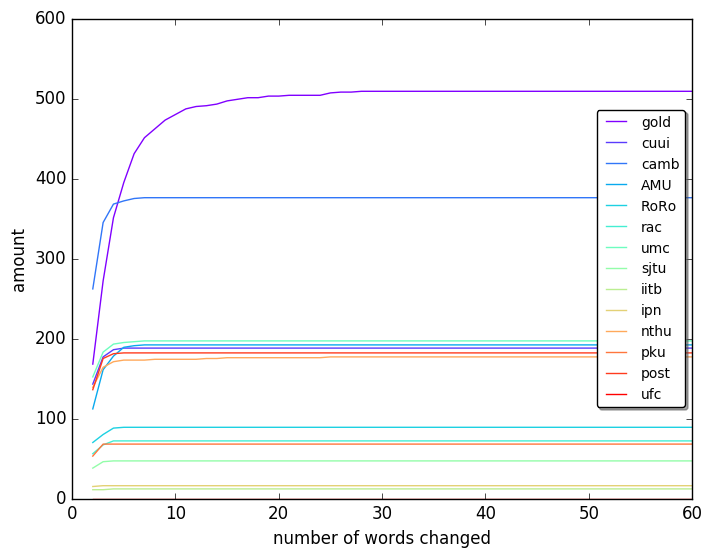 600
500
400
300
200
100
0
amount
0 10 20 30 40 50 60
number of words changed
gold
cuui
camb
AMU
RoRo
rac
umc
sjtu
iitb
ipn
nthu
pku
post
ufc